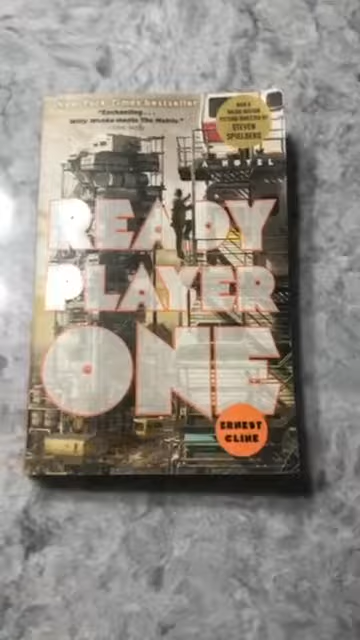 New York Times bestseller
"Enchanting...
Willy Wonka meets The Matrix."
NOW A
MAJOR MOTION
PICTURE DIRECTED BY
STEVEN
SPIELBERG
A NOVEL
READY
PLAYER
ONE
ERNEST
CLINE